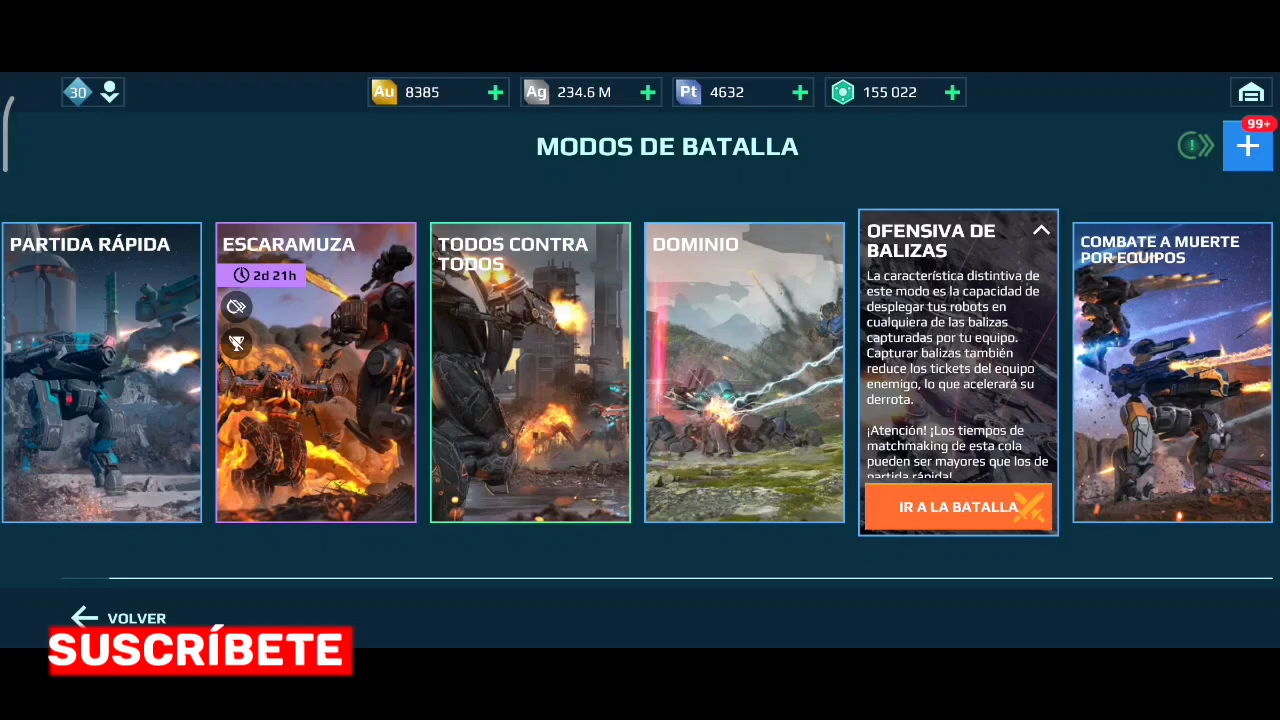 30
Au 8385
Ag 234.6 M
Pt 4632
155 022
99+
MODOS DE BATALLA
PARTIDA RÁPIDA
ESCARAMUZA
2d 21h
TODOS CONTRA
TODOS
DOMINIO
OFENSIVA DE
BALIZAS
La característica distintiva de
este modo es la capacidad de
desplegar tus robots en
cualquiera de las balizas
capturadas por tu equipo.
Capturar balizas también
reduce los tickets del equipo
enemigo, lo que acelerará su
derrota.
¡Atención! ¡Los tiempos de
matchmaking de esta cola
pueden ser mayores que los de
partida rápida!
IR A LA BATALLA
COMBATE A MUERTE
POR EQUIPOS
VOLVER
SUSCRÍBETE